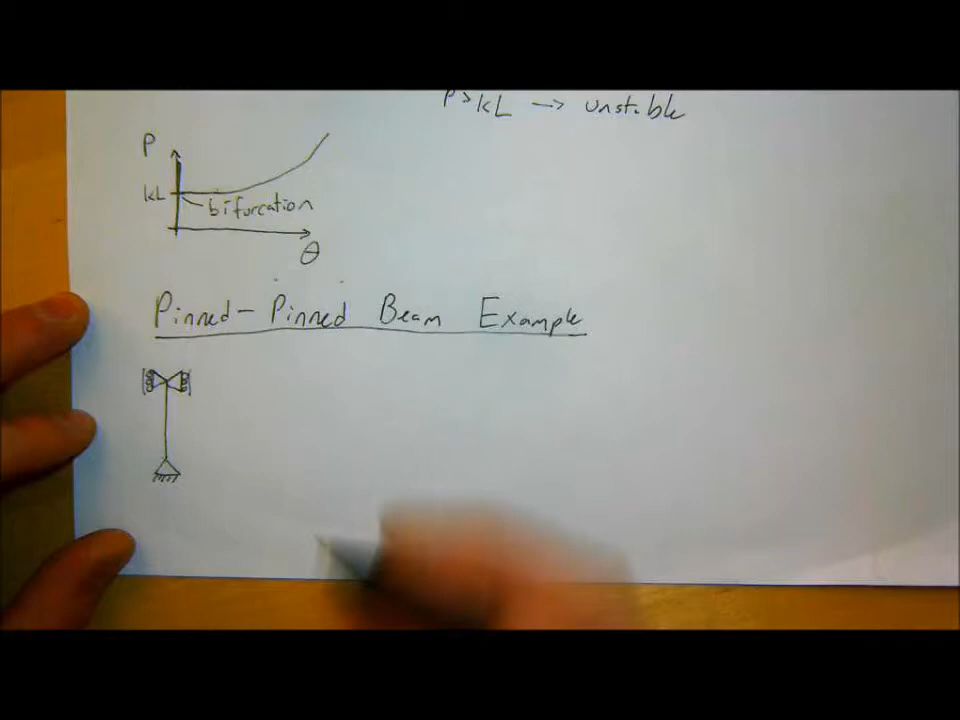 P > kL → unstable
P
kL
bifurcation
θ
Pinned-Pinned Beam Example